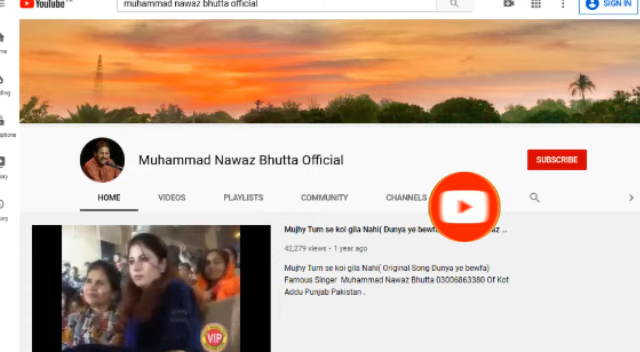 YouTube
muhammad nawaz bhutta official
SIGN IN
Muhammad Nawaz Bhutta Official
SUBSCRIBE
HOME VIDEOS PLAYLISTS COMMUNITY CHANNELS
Mujhy Tum se koi gila Nahi( Dunya ye bewfa ...
42,279 views • 1 year ago
Mujhy Tum se koi gila Nahi( Original Song Dunya ye bewfa)
Famous Singer Muhammad Nawaz Bhutta 03006863380 Of Kot
Addu Punjab Pakistan .
VIP